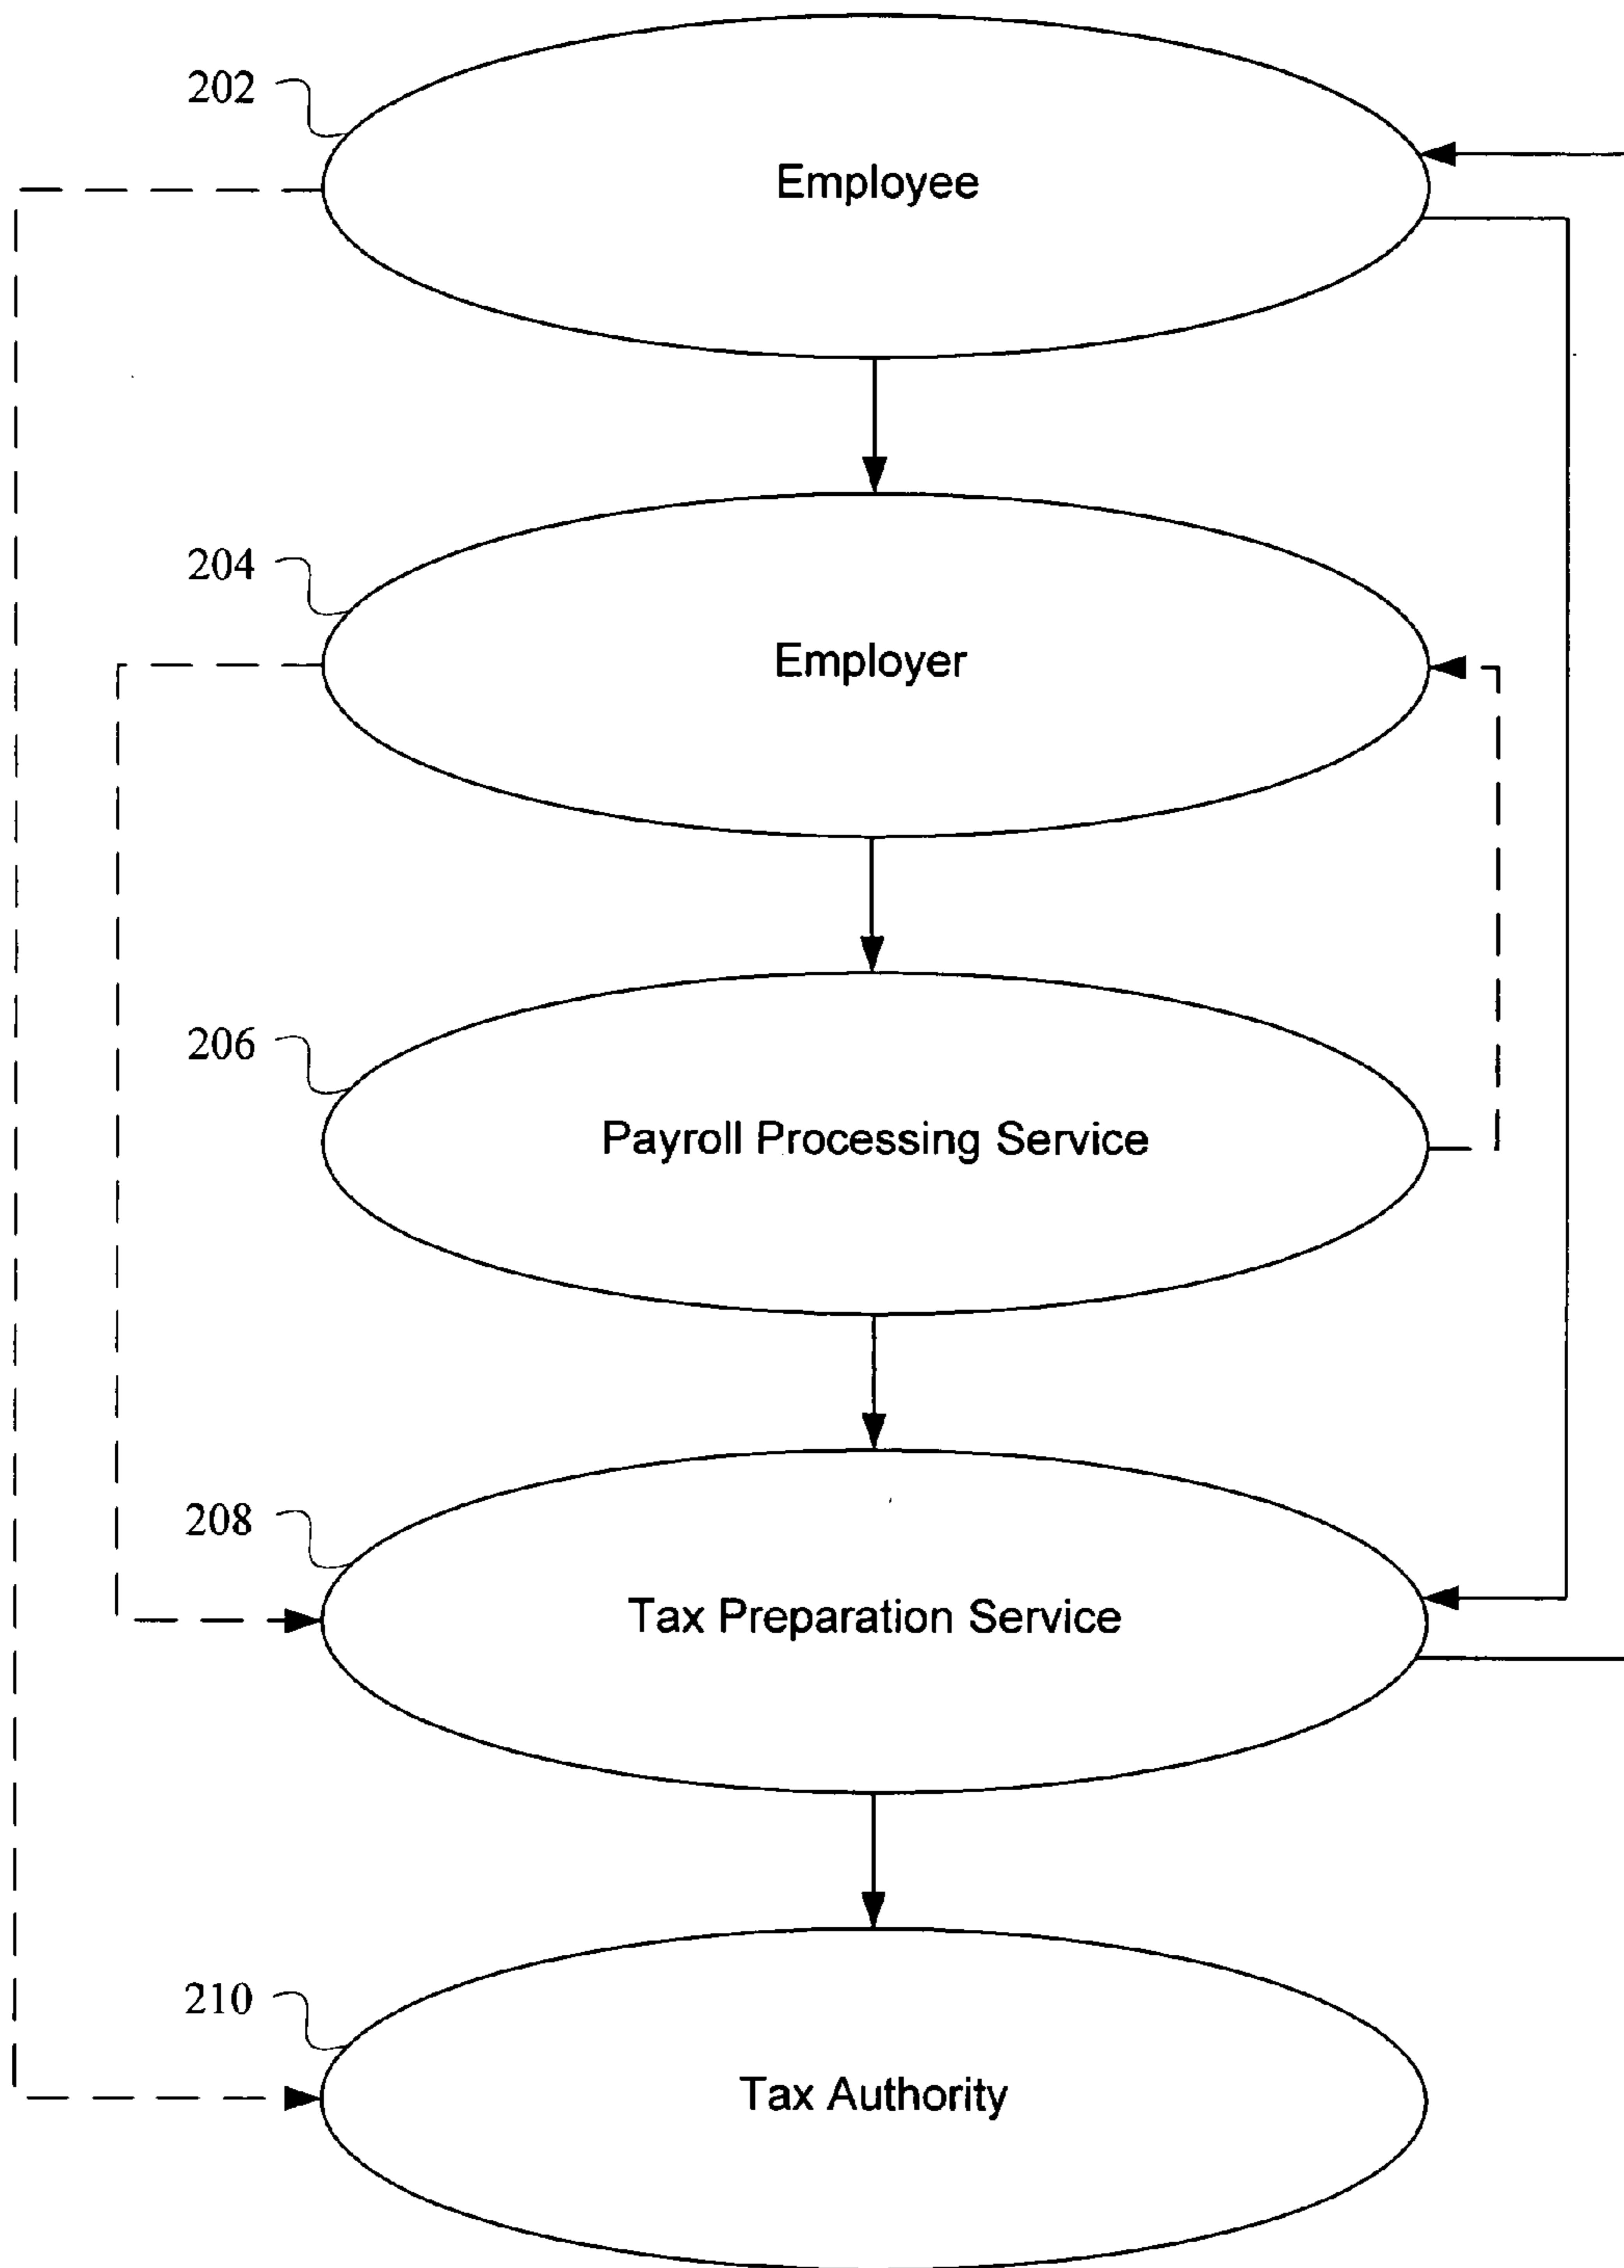 202
Employee
204
Employer
206
Payroll Processing Service
208
Tax Preparation Service
210
Tax Authority